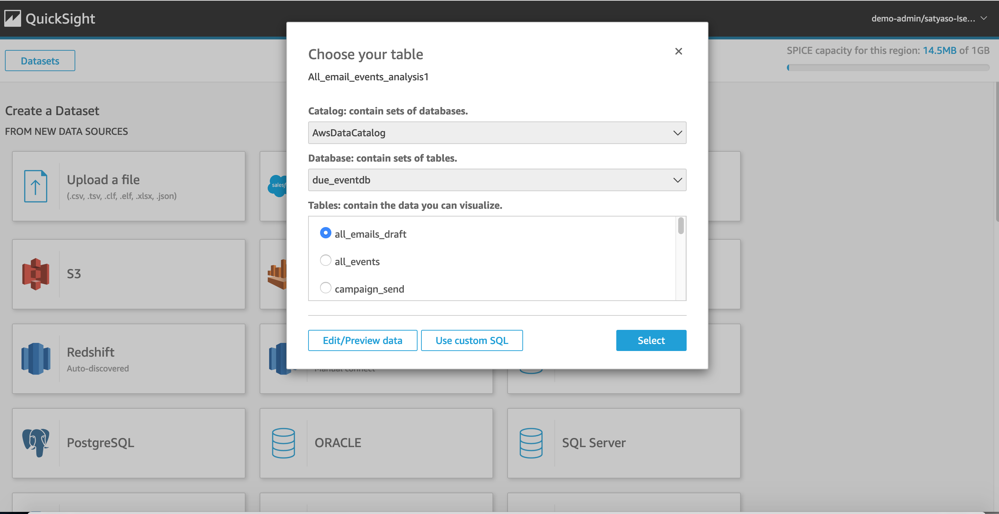 QuickSight
demo-admin/satyaso-Ise...
Datasets
SPICE capacity for this region: 14.5MB of 1GB
Choose your table
All_email_events_analysis1
Catalog: contain sets of databases.
AwsDataCatalog
Database: contain sets of tables.
due_eventdb
Tables: contain the data you can visualize.
all_emails_draft
all_events
campaign_send
Edit/Preview data
Use custom SQL
Select
Create a Dataset
FROM NEW DATA SOURCES
Upload a file
(.csv, .tsv, .clf, .elf, .xlsx, .json)
salesf
S3
Redshift
Auto-discovered
Manual connect
PostgreSQL
ORACLE
SQL Server